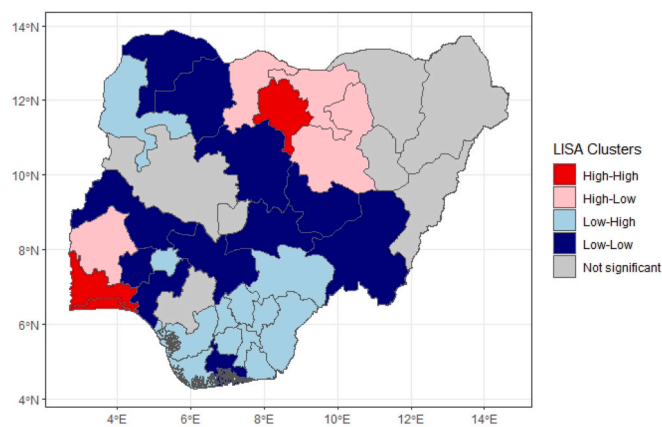 14°N
12°N
10°N
8°N
6°N
4°N
4°E 6°E 8°E 10°E 12°E 14°E
LISA Clusters
High-High
High-Low
Low-High
Low-Low
Not significant